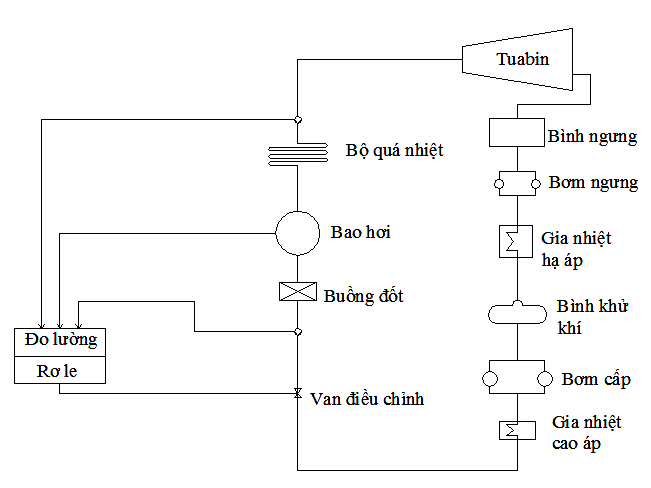 Tuabin
Bộ quá nhiệt
Bình ngưng
Bơm ngưng
Bao hơi
Gia nhiệt
hạ áp
Buồng đốt
Bình khử
khí
Đo lường
Rơ le
Van điều chỉnh
Bơm cấp
Gia nhiệt
cao áp